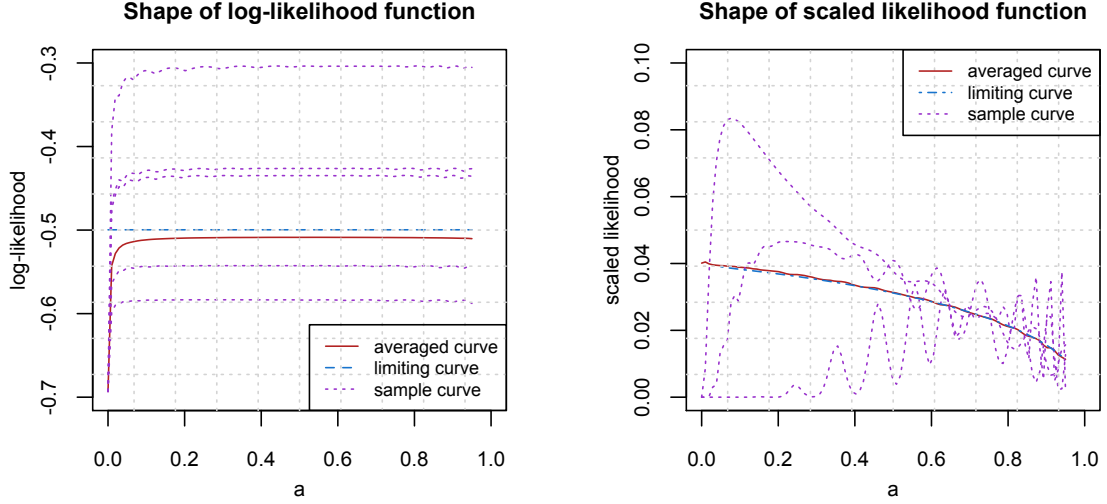 Shape of log-likelihood function
log-likelihood
-0.3
-0.4
-0.5
-0.6
-0.7
averaged curve
limiting curve
sample curve
0.0 0.2 0.4 0.6 0.8 1.0
a
Shape of scaled likelihood function
scaled likelihood
0.10
0.08
0.06
0.04
0.02
0.00
averaged curve
limiting curve
sample curve
0.0 0.2 0.4 0.6 0.8 1.0
a